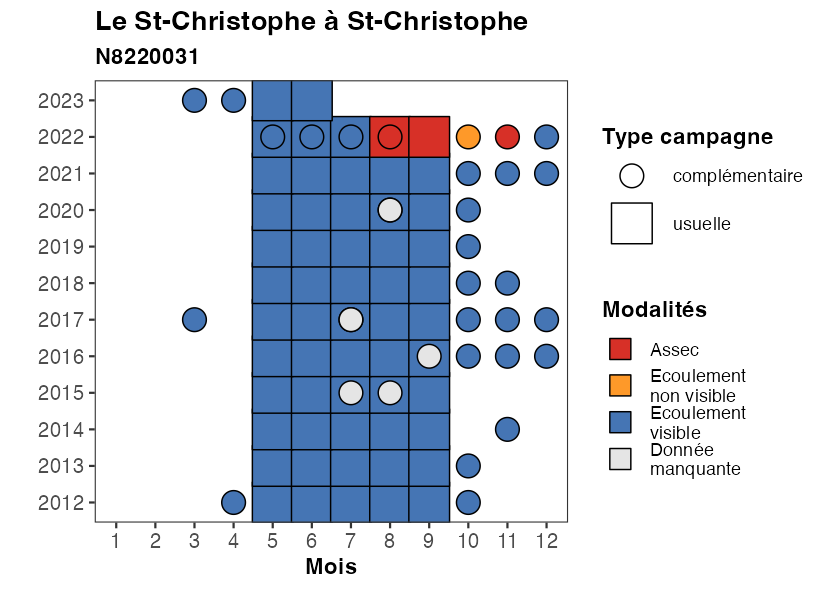 Le St-Christophe à St-Christophe
N8220031
2023
2022
2021
2020
2019
2018
2017
2016
2015
2014
2013
2012
1 2 3 4 5 6 7 8 9 10 11 12
Mois
Type campagne
complémentaire
usuelle
Modalités
Assec
Ecoulement
non visible
Ecoulement
visible
Donnée
manquante